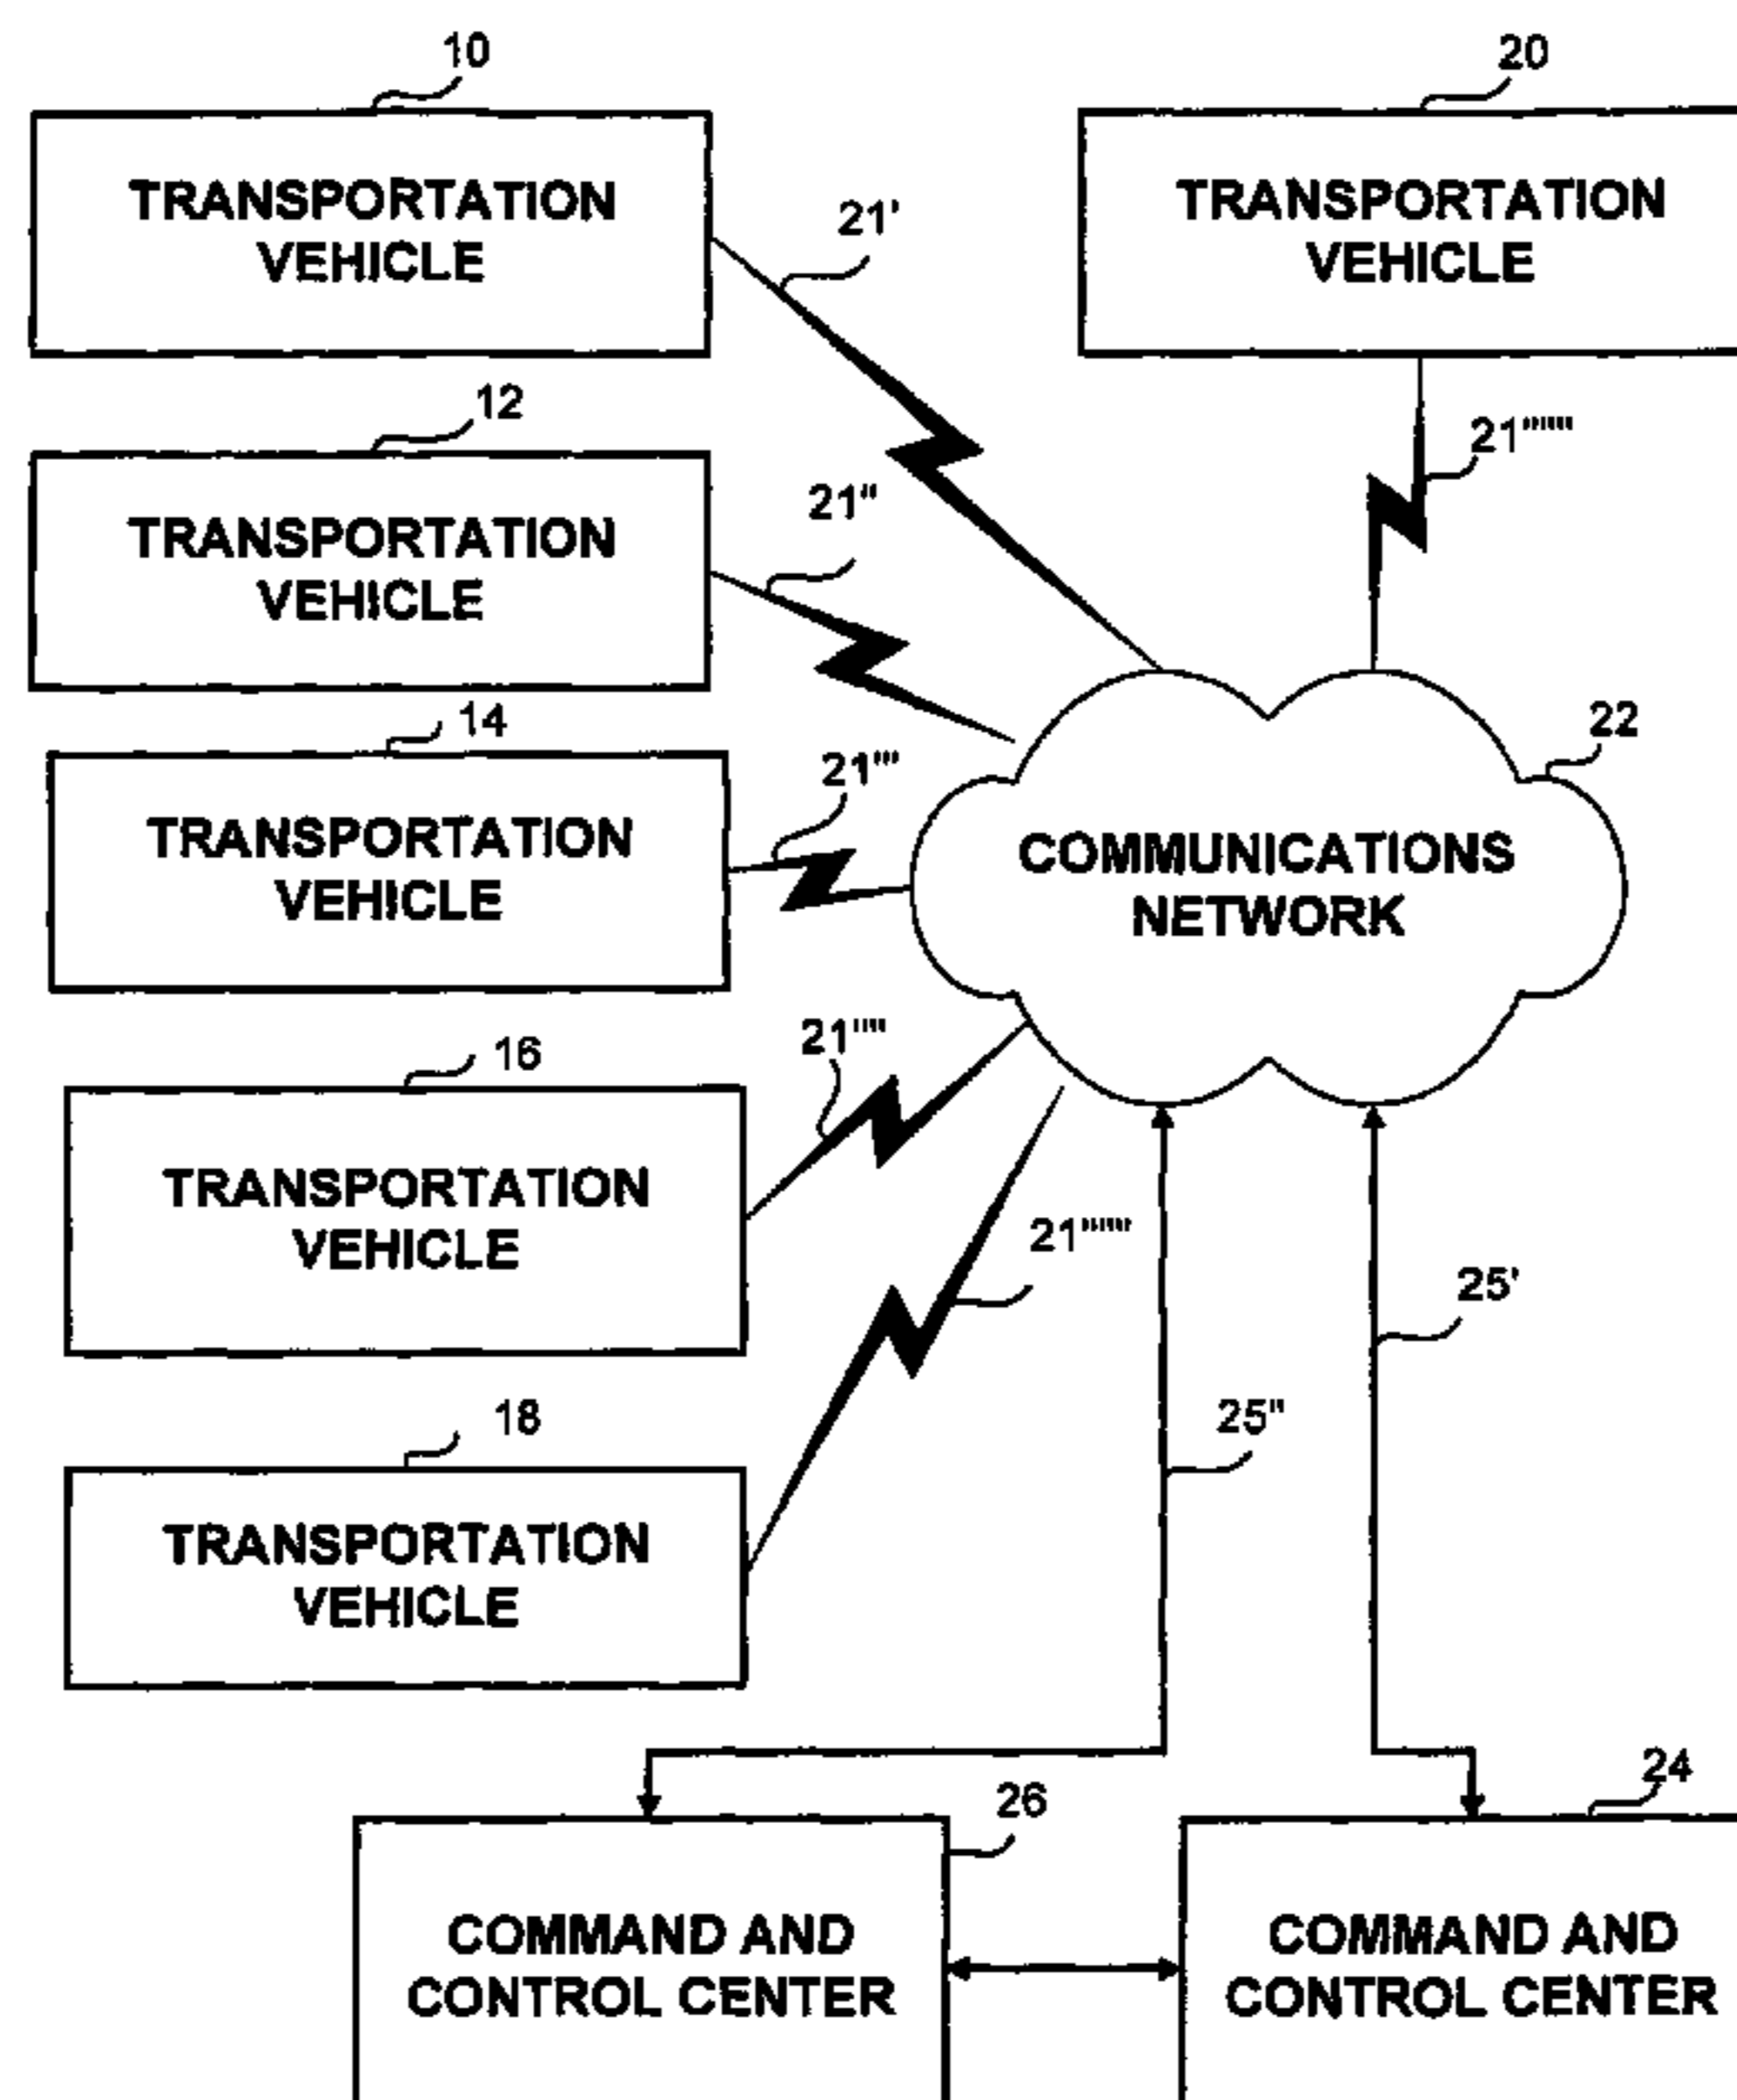 10
TRANSPORTATION
VEHICLE
20
TRANSPORTATION
VEHICLE
21'
12
TRANSPORTATION
VEHICLE
21''
21''''''
14
TRANSPORTATION
VEHICLE
21'''
22
COMMUNICATIONS
NETWORK
16
TRANSPORTATION
VEHICLE
21''''
21'''''
25'
18
TRANSPORTATION
VEHICLE
25''
26
COMMAND AND
CONTROL CENTER
24
COMMAND AND
CONTROL CENTER